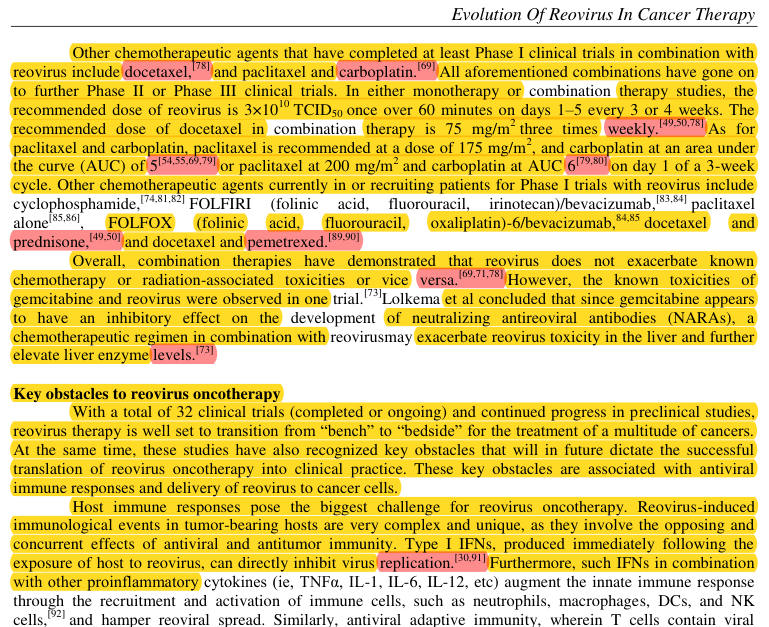 Evolution Of Reovirus In Cancer Therapy
Other chemotherapeutic agents that have completed at least Phase I clinical trials in combination with
reovirus include docetaxel,[78] and paclitaxel and carboplatin.[69] All aforementioned combinations have gone on
to further Phase II or Phase III clinical trials. In either monotherapy or combination therapy studies, the
recommended dose of reovirus is 3×10¹⁰ TCID₅₀ once over 60 minutes on days 1–5 every 3 or 4 weeks. The
recommended dose of docetaxel in combination therapy is 75 mg/m² three times weekly.[49,50,78] As for
paclitaxel and carboplatin, paclitaxel is recommended at a dose of 175 mg/m², and carboplatin at an area under
the curve (AUC) of 5[54,55,69,79] or paclitaxel at 200 mg/m² and carboplatin at AUC 6[79,80] on day 1 of a 3-week
cycle. Other chemotherapeutic agents currently in or recruiting patients for Phase I trials with reovirus include
cyclophosphamide,[74,81,82] FOLFIRI (folinic acid, fluorouracil, irinotecan)/bevacizumab,[83,84] paclitaxel
alone[85,86], FOLFOX (folinic acid, fluorouracil, oxaliplatin)-6/bevacizumab,84,85 docetaxel and
prednisone,[49,50] and docetaxel and pemetrexed.[89,90]
Overall, combination therapies have demonstrated that reovirus does not exacerbate known
chemotherapy or radiation-associated toxicities or vice versa.[69,71,78] However, the known toxicities of
gemcitabine and reovirus were observed in one trial.[73]Lolkema et al concluded that since gemcitabine appears
to have an inhibitory effect on the development of neutralizing antireoviral antibodies (NARAs), a
chemotherapeutic regimen in combination with reovirusmay exacerbate reovirus toxicity in the liver and further
elevate liver enzyme levels.[73]
Key obstacles to reovirus oncotherapy
With a total of 32 clinical trials (completed or ongoing) and continued progress in preclinical studies,
reovirus therapy is well set to transition from “bench” to “bedside” for the treatment of a multitude of cancers.
At the same time, these studies have also recognized key obstacles that will in future dictate the successful
translation of reovirus oncotherapy into clinical practice. These key obstacles are associated with antiviral
immune responses and delivery of reovirus to cancer cells.
Host immune responses pose the biggest challenge for reovirus oncotherapy. Reovirus-induced
immunological events in tumor-bearing hosts are very complex and unique, as they involve the opposing and
concurrent effects of antiviral and antitumor immunity. Type I IFNs, produced immediately following the
exposure of host to reovirus, can directly inhibit virus replication.[30,91] Furthermore, such IFNs in combination
with other proinflammatory cytokines (ie, TNFα, IL-1, IL-6, IL-12, etc) augment the innate immune response
through the recruitment and activation of immune cells, such as neutrophils, macrophages, DCs, and NK
cells,[92] and hamper reoviral spread. Similarly, antiviral adaptive immunity, wherein T cells contain viral